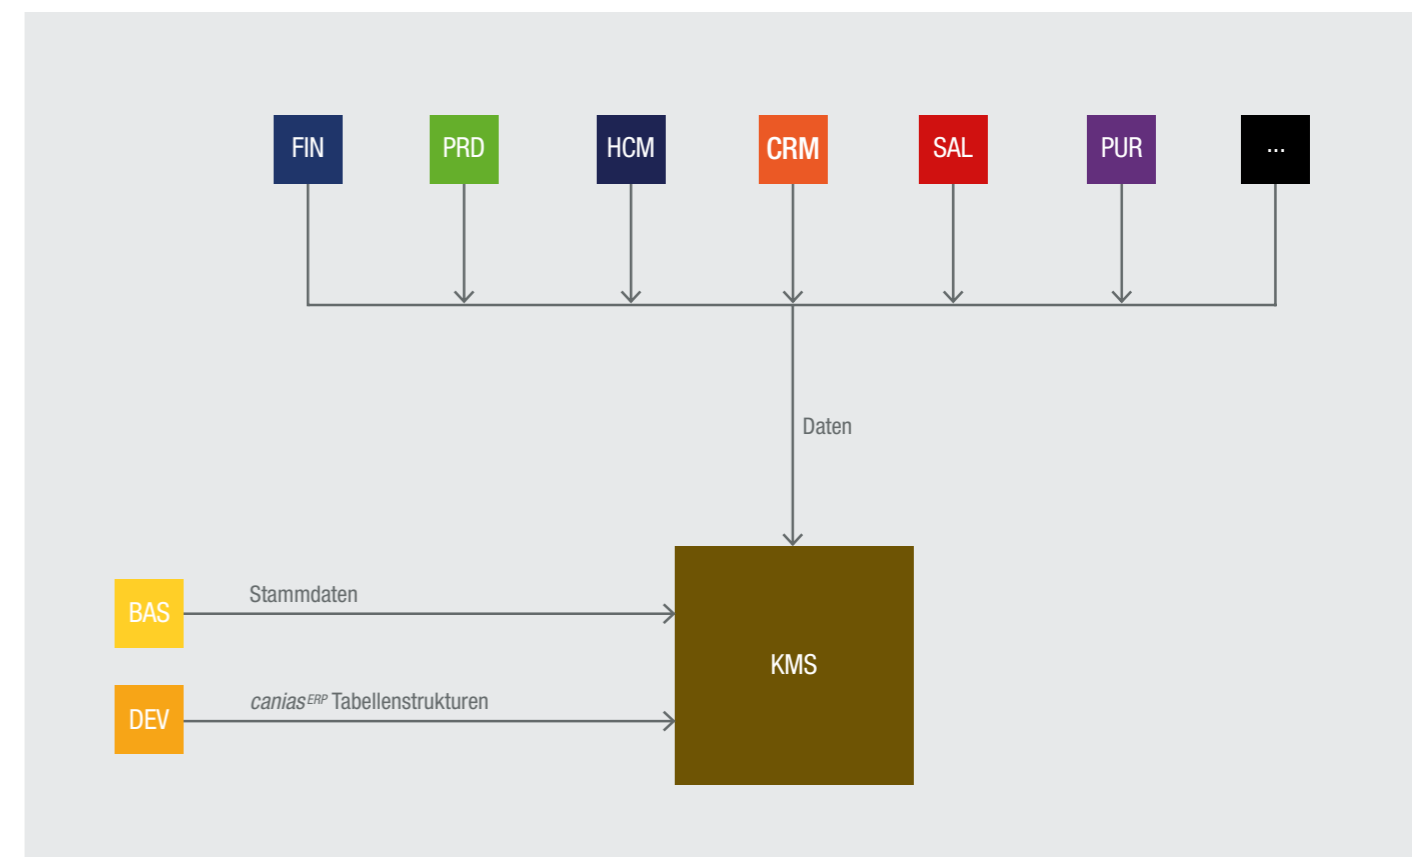 FIN PRD HCM CRM SAL PUR ...
Daten
Stammdaten
BAS
KMS
canias ERP Tabellenstrukturen
DEV